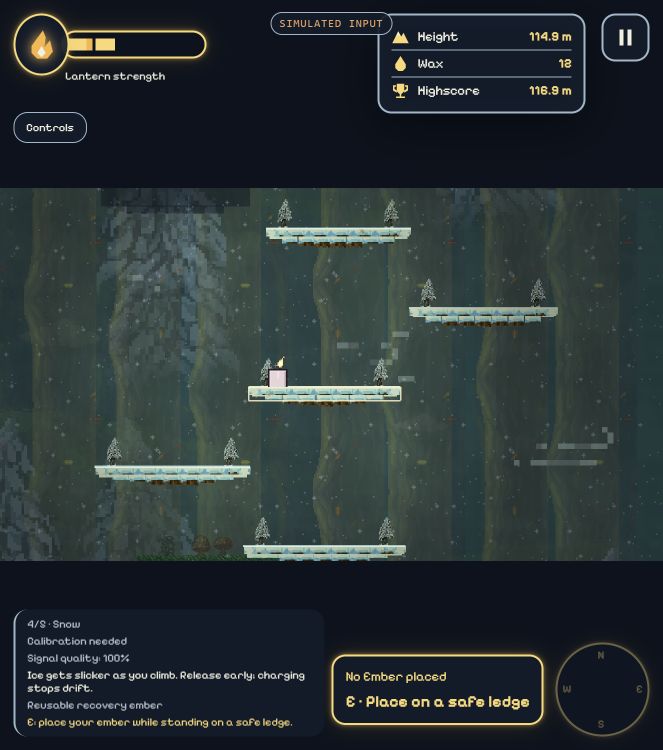 SIMULATED INPUT
Height 114.9 m
Wax 18
Highscore 116.9 m
Lantern strength
Controls
4/5 · Snow
Calibration needed
Signal quality: 100%
Ice gets slicker as you climb. Release early; charging
stops drift.
Reusable recovery ember
E: place your ember while standing on a safe ledge.
No Ember placed
E · Place on a safe ledge
N
W
E
S